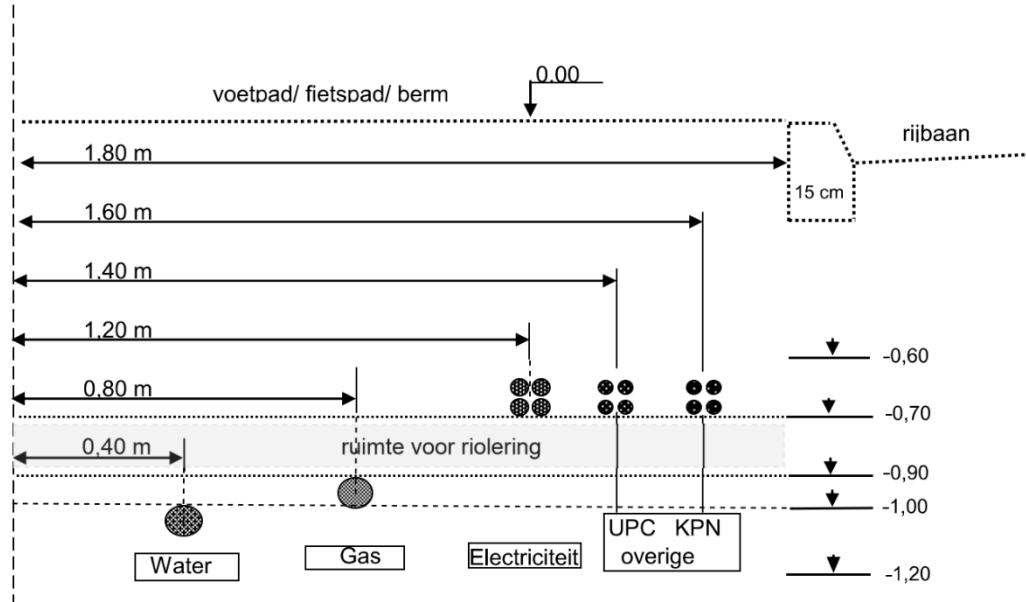 0,00
voetpad/ fietspad/ berm
rijbaan
1,80 m
15 cm
1,60 m
1,40 m
1,20 m
-0,60
0,80 m
-0,70
0,40 m
ruimte voor riolering
-0,90
-1,00
UPC KPN
overige
Water
Gas
Electriciteit
-1,20